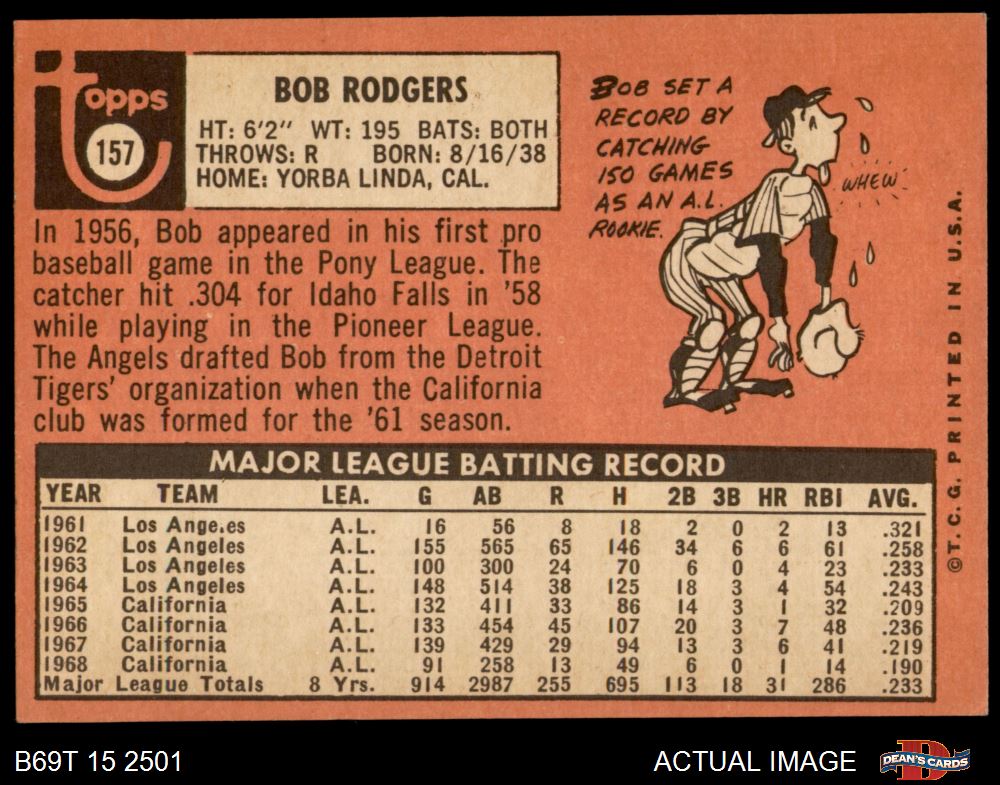 topps
157
BOB RODGERS
HT: 6'2" WT: 195 BATS: BOTH
THROWS: R BORN: 8/16/38
HOME: YORBA LINDA, CAL.
In 1956, Bob appeared in his first pro
baseball game in the Pony League. The
catcher hit .304 for Idaho Falls in '58
while playing in the Pioneer League.
The Angels drafted Bob from the Detroit
Tigers' organization when the California
club was formed for the '61 season.
BOB SET A
RECORD BY
CATCHING
150 GAMES
AS AN A.L.
ROOKIE.
WHEW
©T.C.G. PRINTED IN U.S.A.
MAJOR LEAGUE BATTING RECORD
YEAR TEAM LEA. G AB R H 2B 3B HR RBI AVG.
1961 Los Angeles A.L. 16 56 8 18 2 0 2 13 .321
1962 Los Angeles A.L. 155 565 65 146 34 6 6 61 .258
1963 Los Angeles A.L. 100 300 24 70 6 0 4 23 .233
1964 Los Angeles A.L. 148 514 38 125 18 3 4 54 .243
1965 California A.L. 132 411 33 86 14 3 1 32 .209
1966 California A.L. 133 454 45 107 20 3 7 48 .236
1967 California A.L. 139 429 29 94 13 3 6 41 .219
1968 California A.L. 91 258 13 49 6 0 1 14 .190
Major League Totals 8 Yrs. 914 2987 255 695 113 18 31 286 .233
B69T 15 2501
ACTUAL IMAGE
D
DEAN'S CARDS